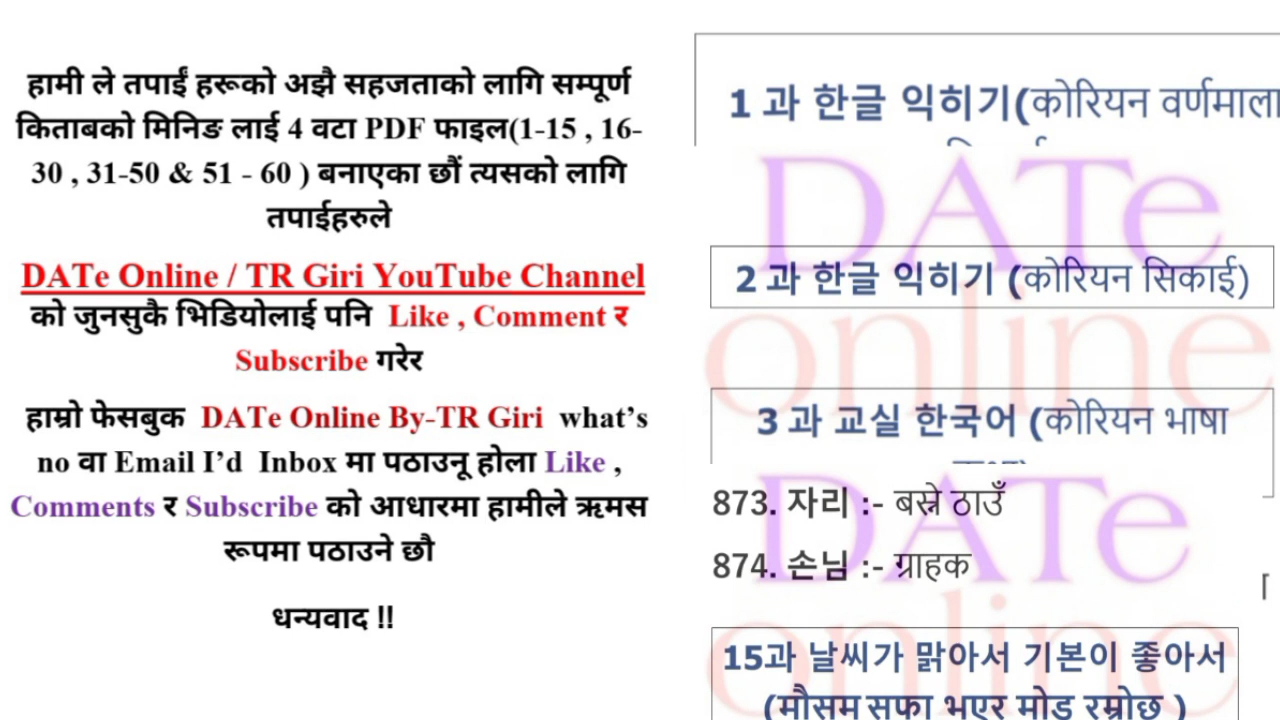 हामी ले तपाईं हरूको अझै सहजताको लागि सम्पूर्ण
किताबको मिनिङ लाई 4 वटा PDF फाइल(1-15 , 16-
30 , 31-50 & 51 - 60 ) बनाएका छौं त्यसको लागि
तपाईहरुले
DATe Online / TR Giri YouTube Channel
को जुनसुकै भिडियोलाई पनि Like , Comment र
Subscribe गरेर
हाम्रो फेसबुक DATe Online By-TR Giri what’s
no वा Email I’d Inbox मा पठाउनू होला Like ,
Comments र Subscribe को आधारमा हामीले ऋमस
रूपमा पठाउने छौ
धन्यवाद !!
1 과 한글 익히기(कोरियन वर्णमाला
DATe
2 과 한글 익히기 (कोरियन सिकाई)
online
3 과 교실 한국어 (कोरियन भाषा
873. 자리 :- बस्ने ठाउँ
DATe
874. 손님 :- ग्राहक
online
15과 날씨가 맑아서 기본이 좋아서
(मौसम सफा भएर मोड रम्रोछ )